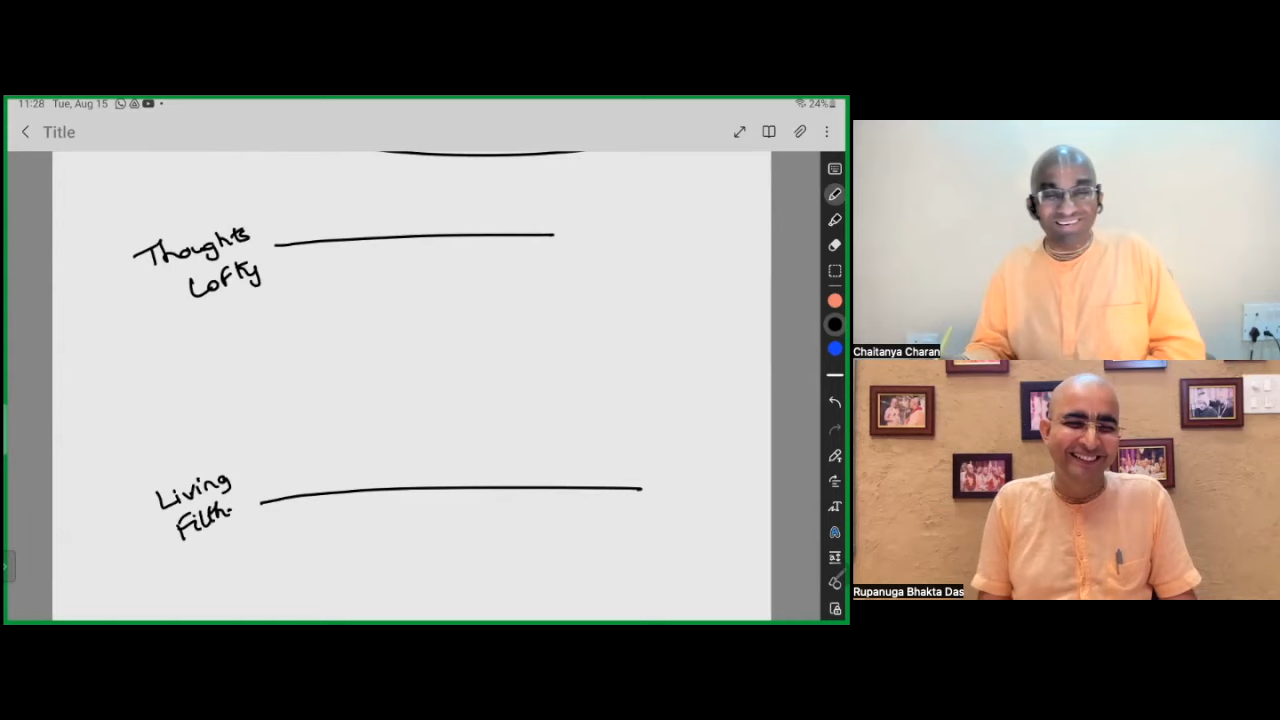 11:28 Tue, Aug 15
24%
Title
Thoughts
Lofty
Living
Filth.
Chaitanya Charan
Rupanuga Bhakta Das